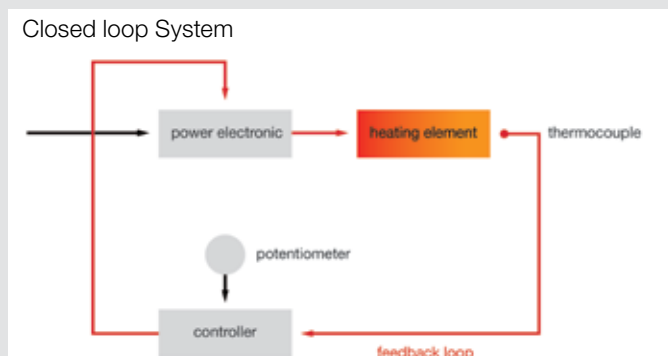 Closed loop System
power electronic
heating element
thermocouple
potentiometer
controller
feedback loop